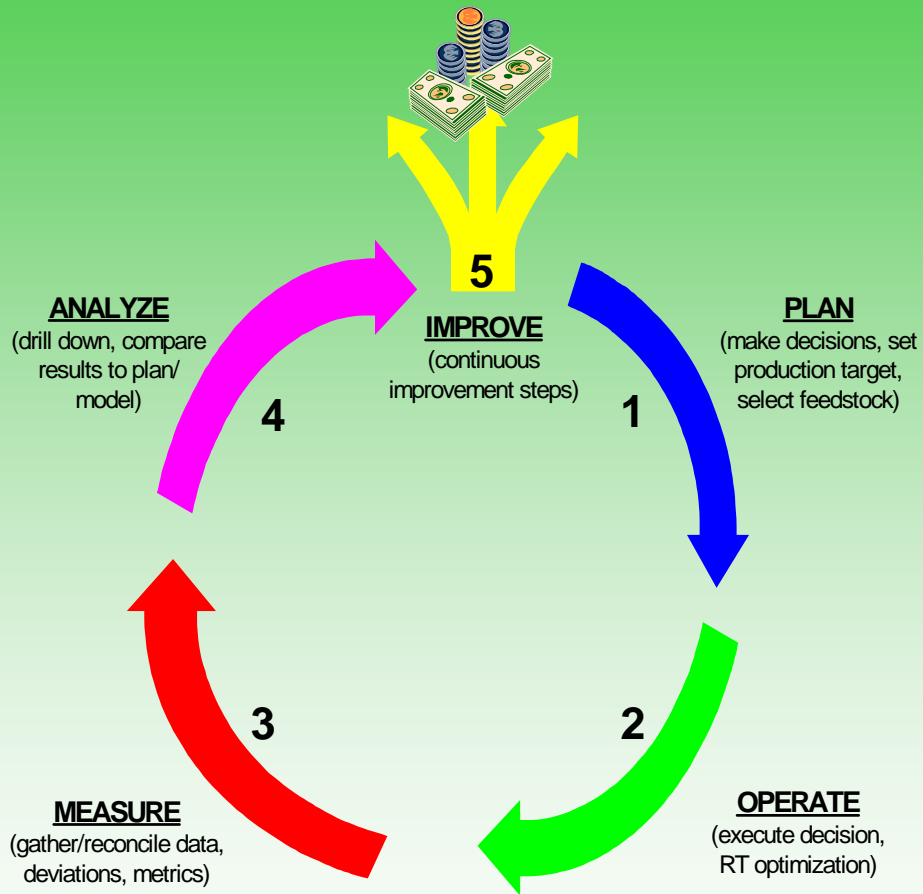 5
IMPROVE
(continuous
improvement steps)
PLAN
(make decisions, set
production target,
select feedstock)
1
OPERATE
(execute decision,
RT optimization)
2
MEASURE
(gather/reconcile data,
deviations, metrics)
3
ANALYZE
(drill down, compare
results to plan/
model)
4